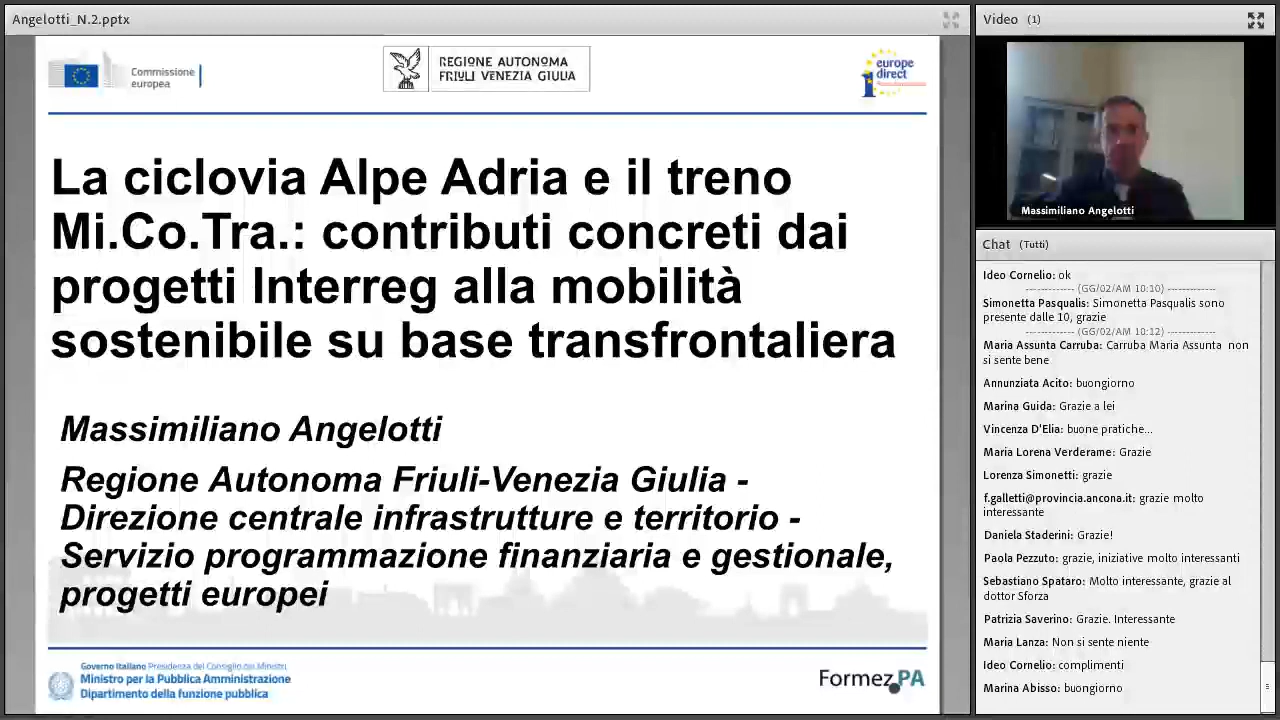 Angelotti_N.2.pptx
Commissione
europea
REGIONE AUTONOMA
FRIULI VENEZIA GIULIA
europe
direct
La ciclovia Alpe Adria e il treno
Mi.Co.Tra.: contributi concreti dai
progetti Interreg alla mobilità
sostenibile su base transfrontaliera
Massimiliano Angelotti
Regione Autonoma Friuli-Venezia Giulia -
Direzione centrale infrastrutture e territorio -
Servizio programmazione finanziaria e gestionale,
progetti europei
Governo Italiano Presidenza del Consiglio dei Ministri
Ministro per la Pubblica Amministrazione
Dipartimento della funzione pubblica
Formez PA
Video (1)
Massimiliano Angelotti
Chat (Tutti)
Ideo Cornelio: ok
------------- (GG/02/AM 10:10) -------------
Simonetta Pasqualis: Simonetta Pasqualis sono
presente dalle 10, grazie
------------- (GG/02/AM 10:12) -------------
Maria Assunta Carruba: Carruba Maria Assunta non
si sente bene
Annunziata Acito: buongiorno
Marina Guida: Grazie a lei
Vincenza D'Elia: buone pratiche...
Maria Lorena Verderame: Grazie
Lorenza Simonetti: grazie
f.galletti@provincia.ancona.it: grazie molto
interessante
Daniela Staderini: Grazie!
Paola Pezzuto: grazie, iniziative molto interessanti
Sebastiano Spataro: Molto interessante, grazie al
dottor Sforza
Patrizia Saverino: Grazie. Interessante
Maria Lanza: Non si sente niente
Ideo Cornelio: complimenti
Marina Abisso: buongiorno